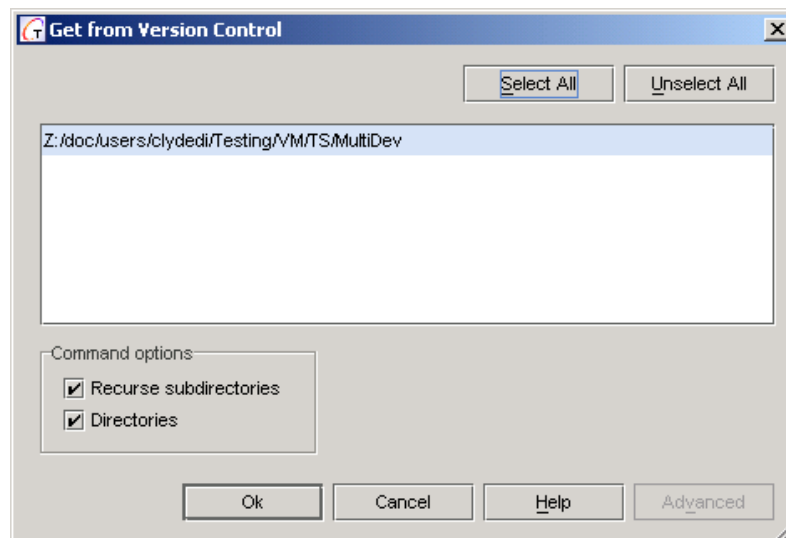 Get from Version Control
Select All
Unselect All
Z:/doc/users/clydedi/Testing/VM/TS/MultiDev
Command options
Recurse subdirectories
Directories
Ok
Cancel
Help
Advanced